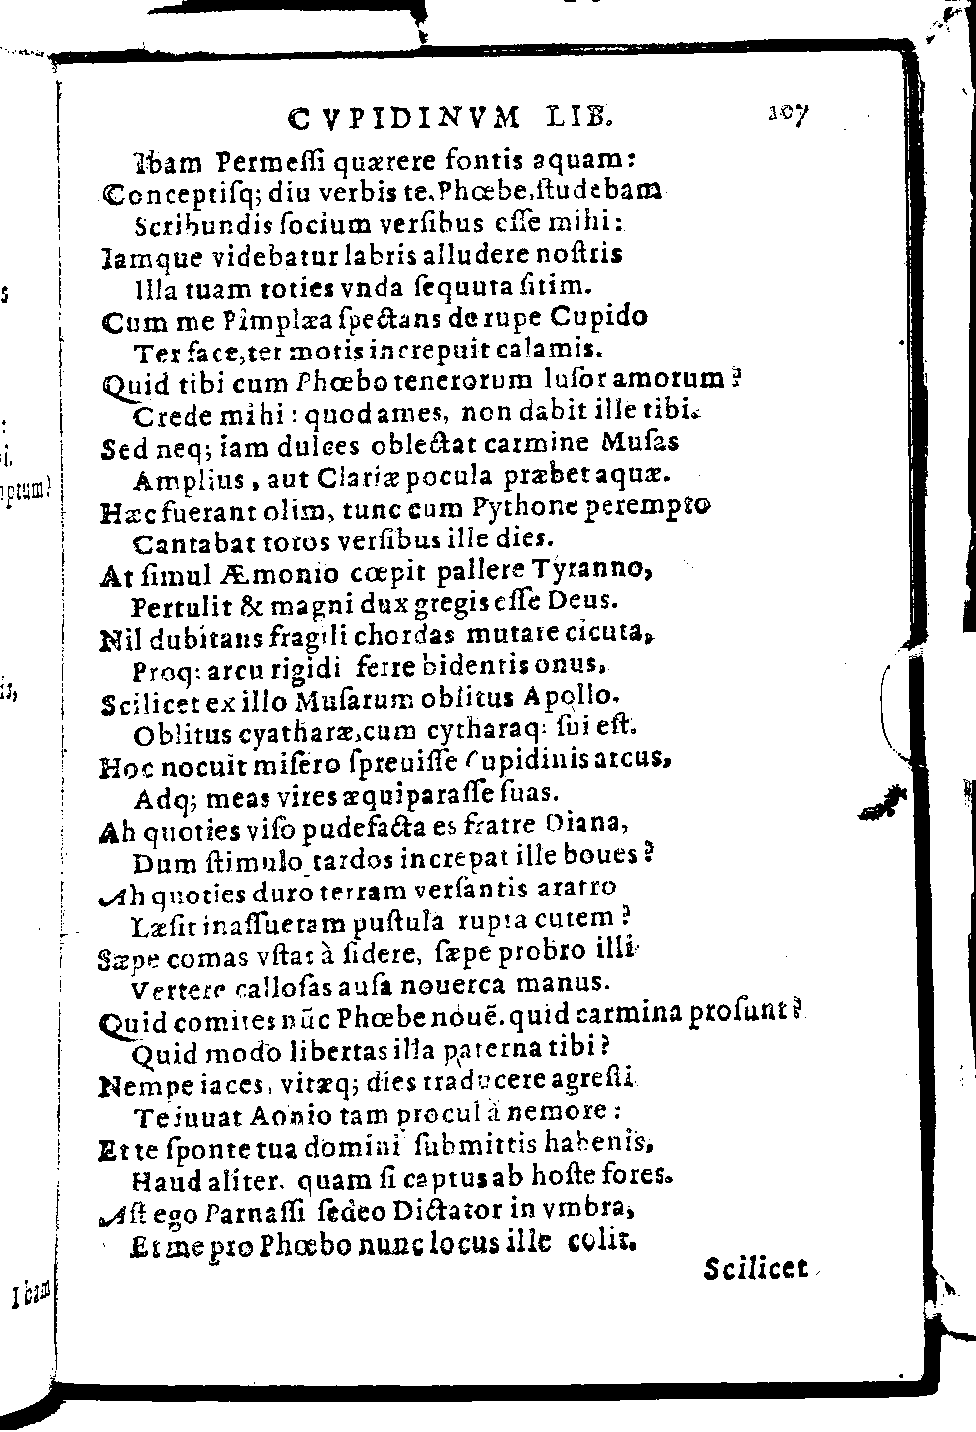 CVPIDINVM LIB. 107
Ibam Permeſſi quærere fontis aquam:
Conceptiſq; diu verbis te, Phœbe, ſtudebam
Scribundis ſocium verſibus eſſe mihi:
Iamque videbatur labris alludere noſtris
Illa tuam toties vnda ſequuta ſitim.
Cum me Pimplæa ſpectans de rupe Cupido
Ter face, ter motis increpuit calamis.
Quid tibi cum Phœbo tenerorum luſor amorum?
Crede mihi: quod ames, non dabit ille tibi.
Sed neq; iam dulces oblectat carmine Muſas
Amplius, aut Clariæ pocula præbet aquæ.
Hæc fuerant olim, tunc cum Pythone perempto
Cantabat totos verſibus ille dies.
At ſimul Æmonio cœpit pallere Tyranno,
Pertulit & magni dux gregis eſſe Deus.
Nil dubitans fragili chordas mutare cicuta,
Proq: arcu rigidi ferre bidentis onus,
Scilicet ex illo Muſarum oblitus Apollo.
Oblitus cyatharæ, cum cytharaq: ſui eſt.
Hoc nocuit miſero ſpreuiſſe Cupidinis arcus,
Adq; meas vires æquiparaſſe ſuas.
Ah quoties viſo pudefacta es fratre Diana,
Dum ſtimulo tardos increpat ille boues?
Ah quoties duro terram verſantis aratro
Læſit inaſſuetam puſtula rupta cutem?
Sæpe comas vſtat à ſidere, ſæpe probro illi
Vertere calloſas auſa nouerca manus.
Quid comites nũc Phœbe nouẽ. quid carmina proſunt?
Quid modo libertas illa paterna tibi?
Nempe iaces, vitæq; dies traducere agreſti
Te iuuat Aonio tam procul à nemore:
Et te ſponte tua domini ſubmittis habenis,
Haud aliter, quam ſi captus ab hoſte fores.
Aſt ego Parnaſſi ſedeo Dictator in vmbra,
Et me pro Phœbo nunc locus ille colit.
Scilicet
Ibam